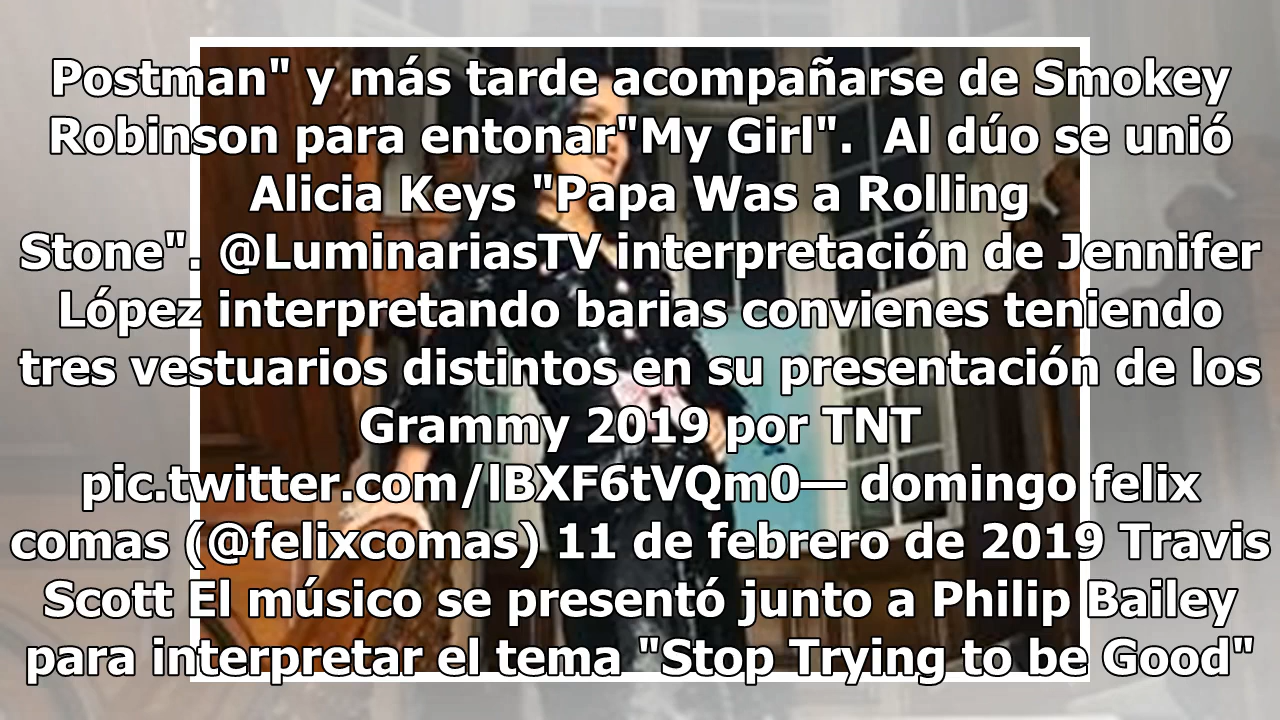 Postman" y más tarde acompañarse de Smokey
Robinson para entonar"My Girl".  Al dúo se unió
Alicia Keys "Papa Was a Rolling
Stone". @LuminariasTV interpretación de Jennifer
López interpretando barias convienes teniendo
tres vestuarios distintos en su presentación de los
Grammy 2019 por TNT
pic.twitter.com/lBXF6tVQm0— domingo felix
comas (@felixcomas) 11 de febrero de 2019 Travis
Scott El músico se presentó junto a Philip Bailey
para interpretar el tema "Stop Trying to be Good"